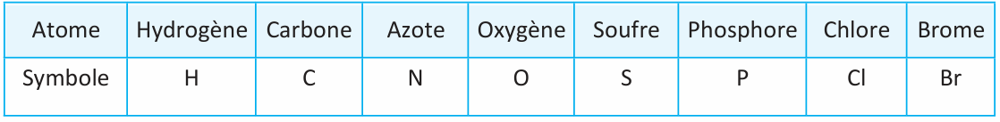 Atome Hydrogène Carbone Azote Oxygène Soufre Phosphore Chlore Brome
Symbole H C N O S P Cl Br